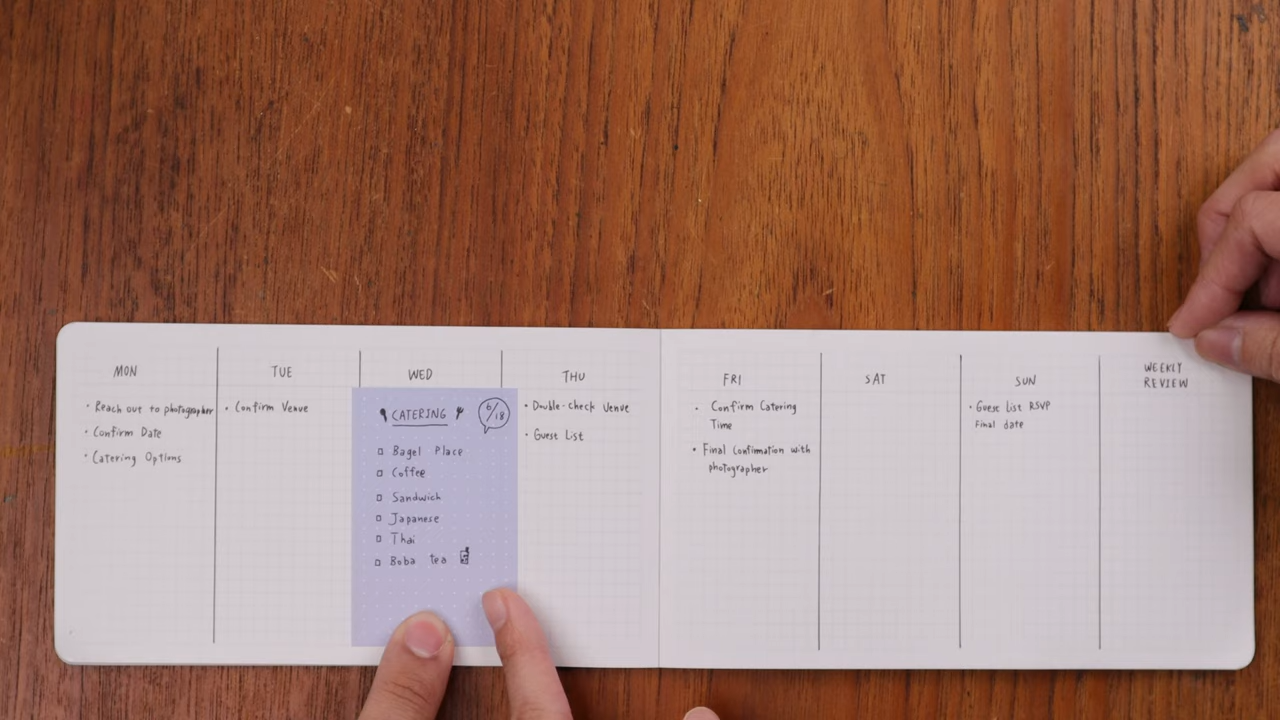 MON
• Reach out to photographer
• Confirm Date
• Catering Options
TUE
• Confirm Venue
WED
CATERING
6/18
Bagel Place
Coffee
Sandwich
Japanese
Thai
Boba tea
THU
• Double-check Venue
• Guest List
FRI
• Confirm Catering
Time
• Final Confirmation with
photographer
SAT
SUN
• Guest List RSVP
Final date
WEEKLY
REVIEW